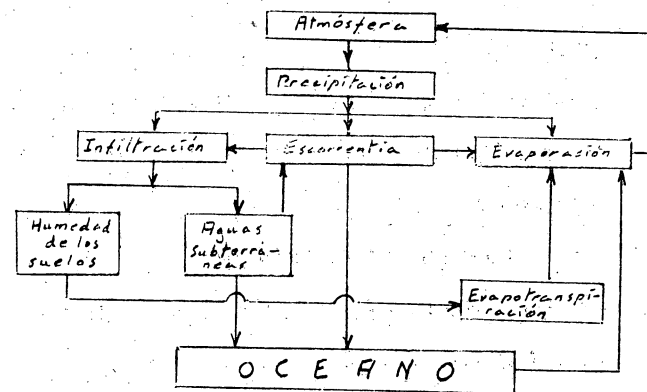 Atmósfera
Precipitación
Infiltración
Escorrentia
Evaporación
Humedad
de los
suelos
Aguas
Subterrá-
neas
Evapotranspi-
ración
OCEANO